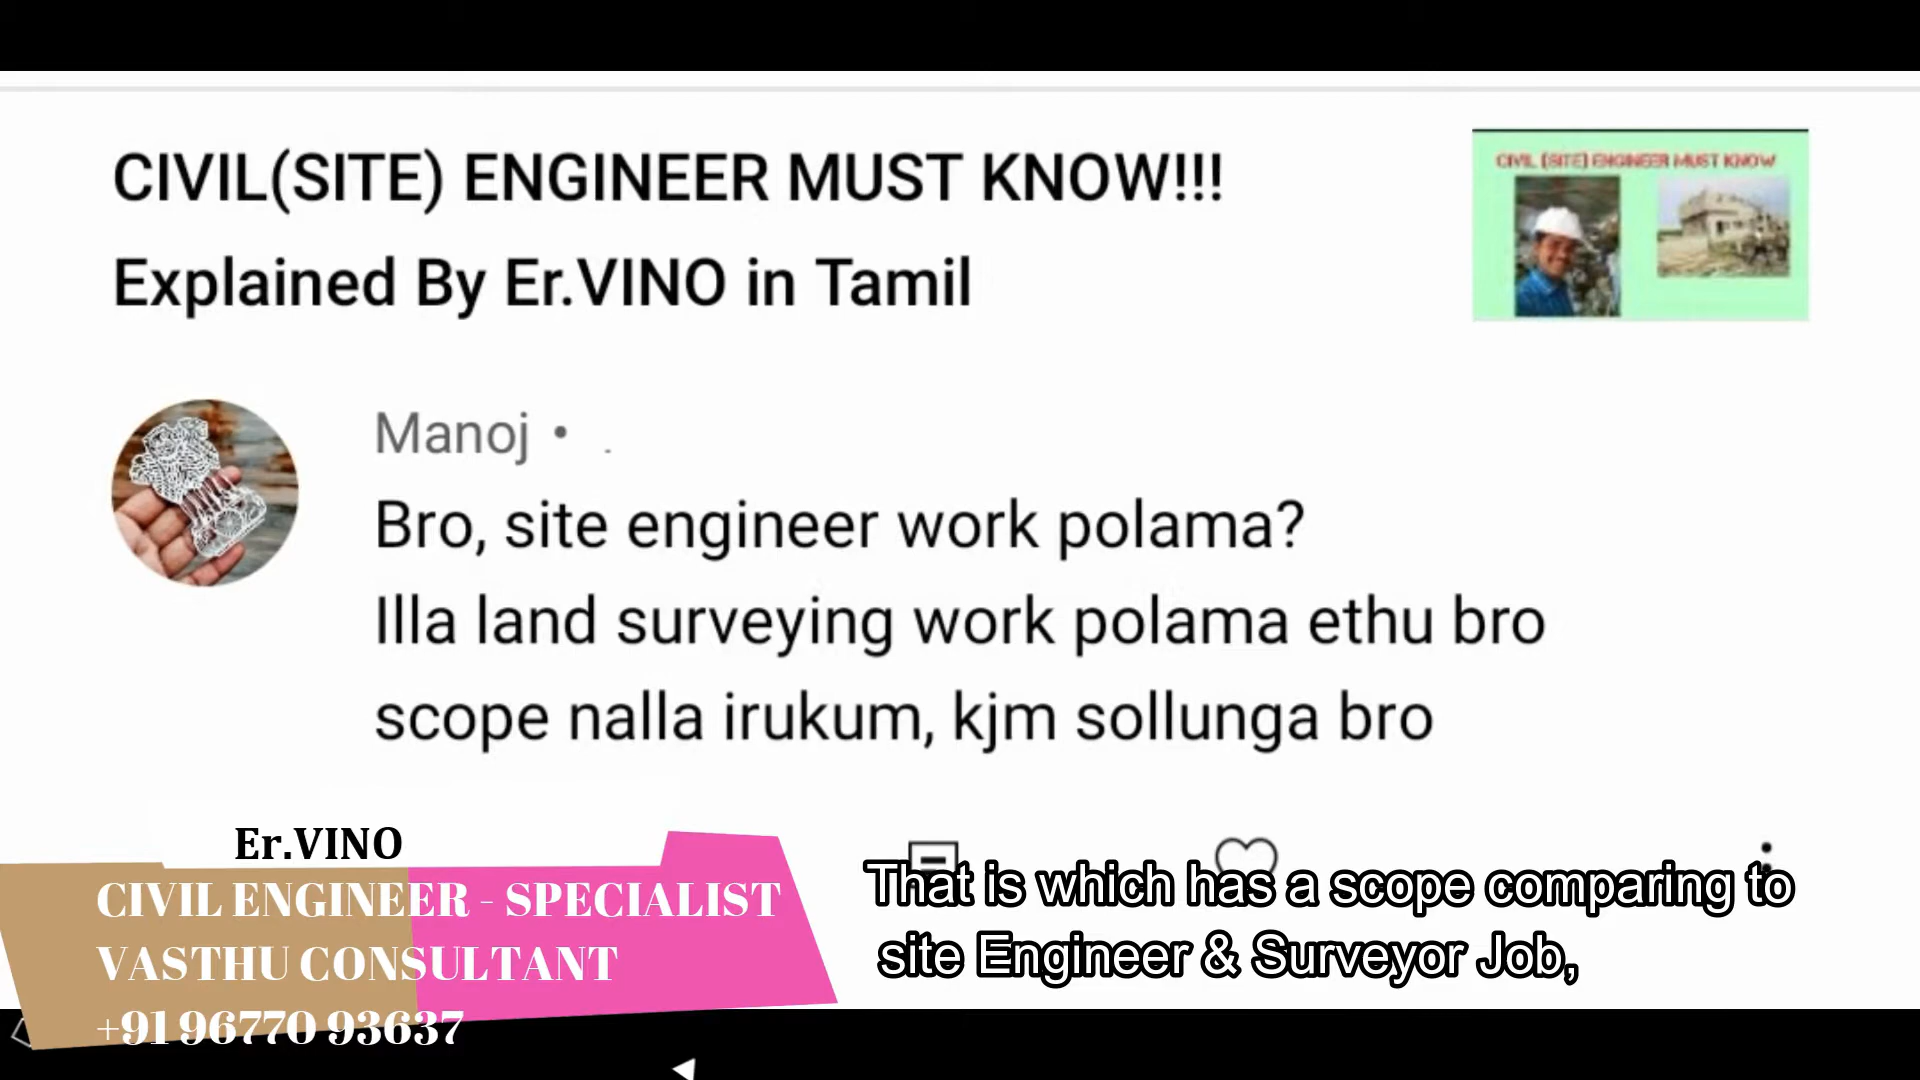 CIVIL(SITE) ENGINEER MUST KNOW!!!
Explained By Er.VINO in Tamil
CIVIL (SITE) ENGINEER MUST KNOW
Manoj •
Bro, site engineer work polama?
Illa land surveying work polama ethu bro
scope nalla irukum, kjm sollunga bro
Er.VINO
CIVIL ENGINEER - SPECIALIST
VASTHU CONSULTANT
+91 96770 93637
That is which has a scope comparing to
site Engineer & Surveyor Job,